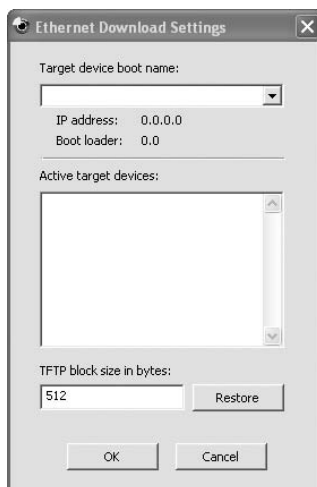 Ethernet Download Settings
Target device boot name:
IP address: 0.0.0.0
Boot loader: 0.0
Active target devices:
TFTP block size in bytes:
512 Restore
OK Cancel